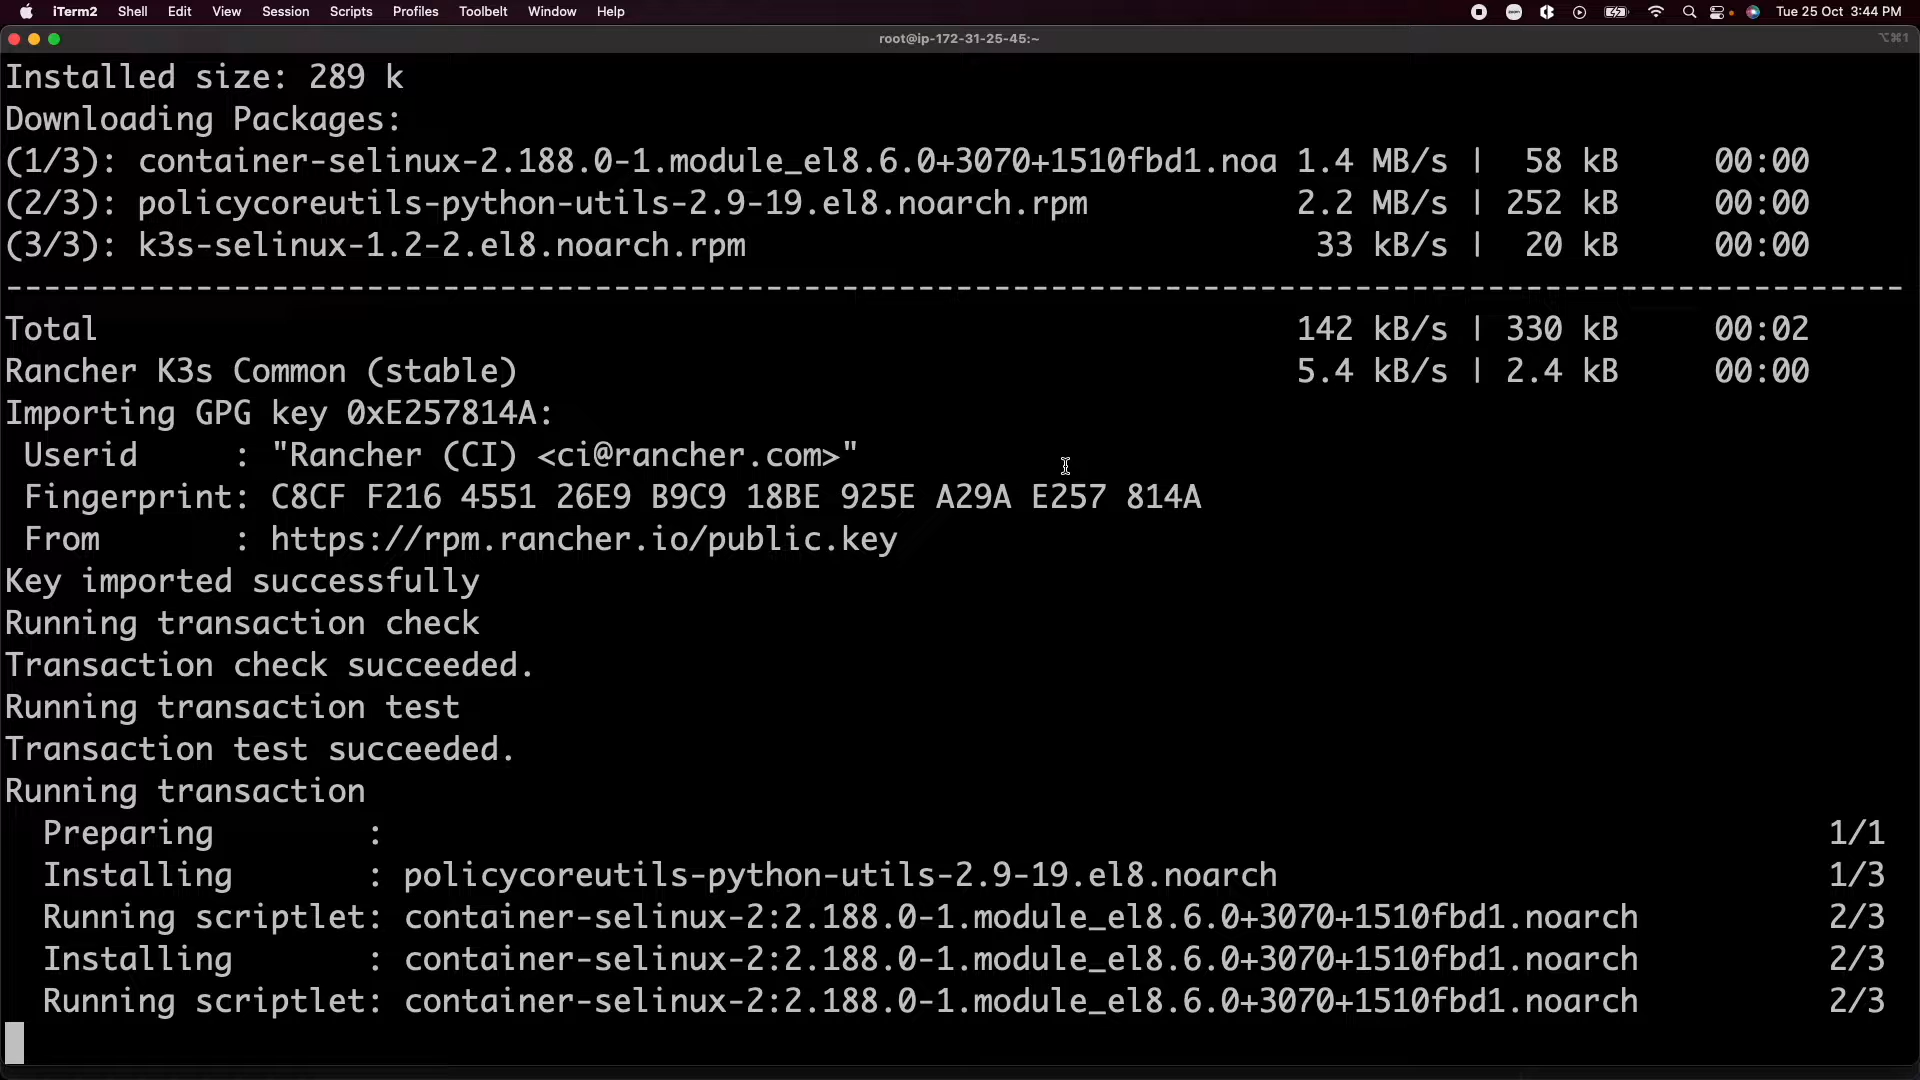 iTerm2 Shell Edit View Session Scripts Profiles Toolbelt Window Help Tue 25 Oct 3:44 PM
root@ip-172-31-25-45:~ ⌥⌘1
Installed size: 289 k
Downloading Packages:
(1/3): container-selinux-2.188.0-1.module_el8.6.0+3070+1510fbd1.noa 1.4 MB/s | 58 kB 00:00
(2/3): policycoreutils-python-utils-2.9-19.el8.noarch.rpm 2.2 MB/s | 252 kB 00:00
(3/3): k3s-selinux-1.2-2.el8.noarch.rpm 33 kB/s | 20 kB 00:00
----------------------------------------------------------------------------------------------------
Total 142 kB/s | 330 kB 00:02
Rancher K3s Common (stable) 5.4 kB/s | 2.4 kB 00:00
Importing GPG key 0xE257814A:
Userid : "Rancher (CI) <ci@rancher.com>"
Fingerprint: C8CF F216 4551 26E9 B9C9 18BE 925E A29A E257 814A
From : https://rpm.rancher.io/public.key
Key imported successfully
Running transaction check
Transaction check succeeded.
Running transaction test
Transaction test succeeded.
Running transaction
Preparing : 1/1
Installing : policycoreutils-python-utils-2.9-19.el8.noarch 1/3
Running scriptlet: container-selinux-2:2.188.0-1.module_el8.6.0+3070+1510fbd1.noarch 2/3
Installing : container-selinux-2:2.188.0-1.module_el8.6.0+3070+1510fbd1.noarch 2/3
Running scriptlet: container-selinux-2:2.188.0-1.module_el8.6.0+3070+1510fbd1.noarch 2/3